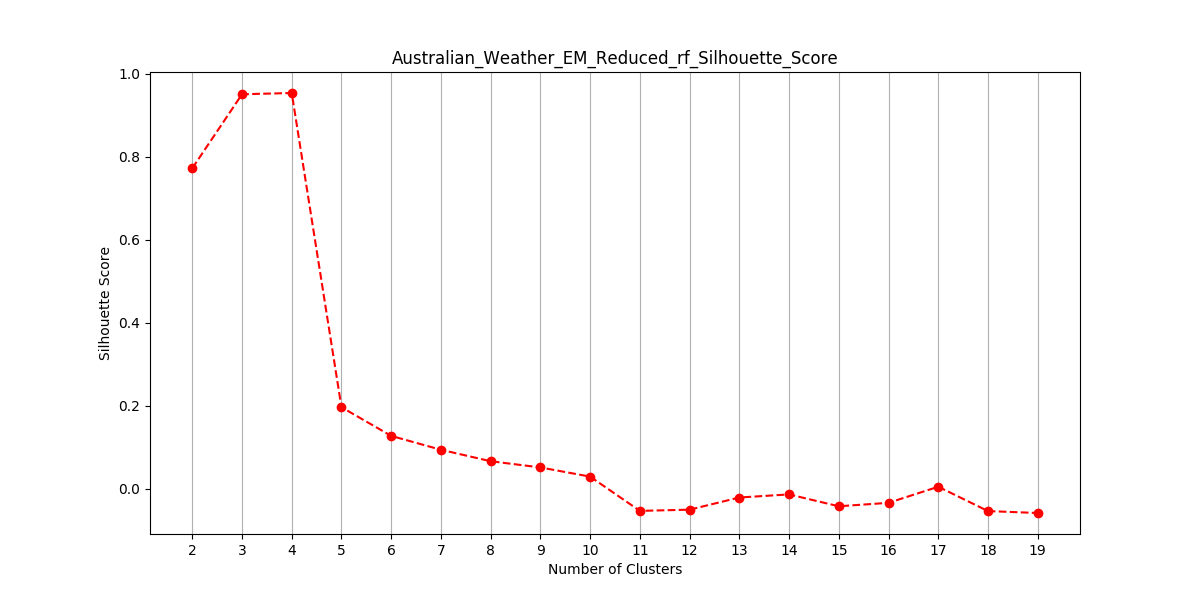 Australian_Weather_EM_Reduced_rf_Silhouette_Score
1.0
0.8
0.6
0.4
0.2
0.0
Silhouette Score
2 3 4 5 6 7 8 9 10 11 12 13 14 15 16 17 18 19
Number of Clusters